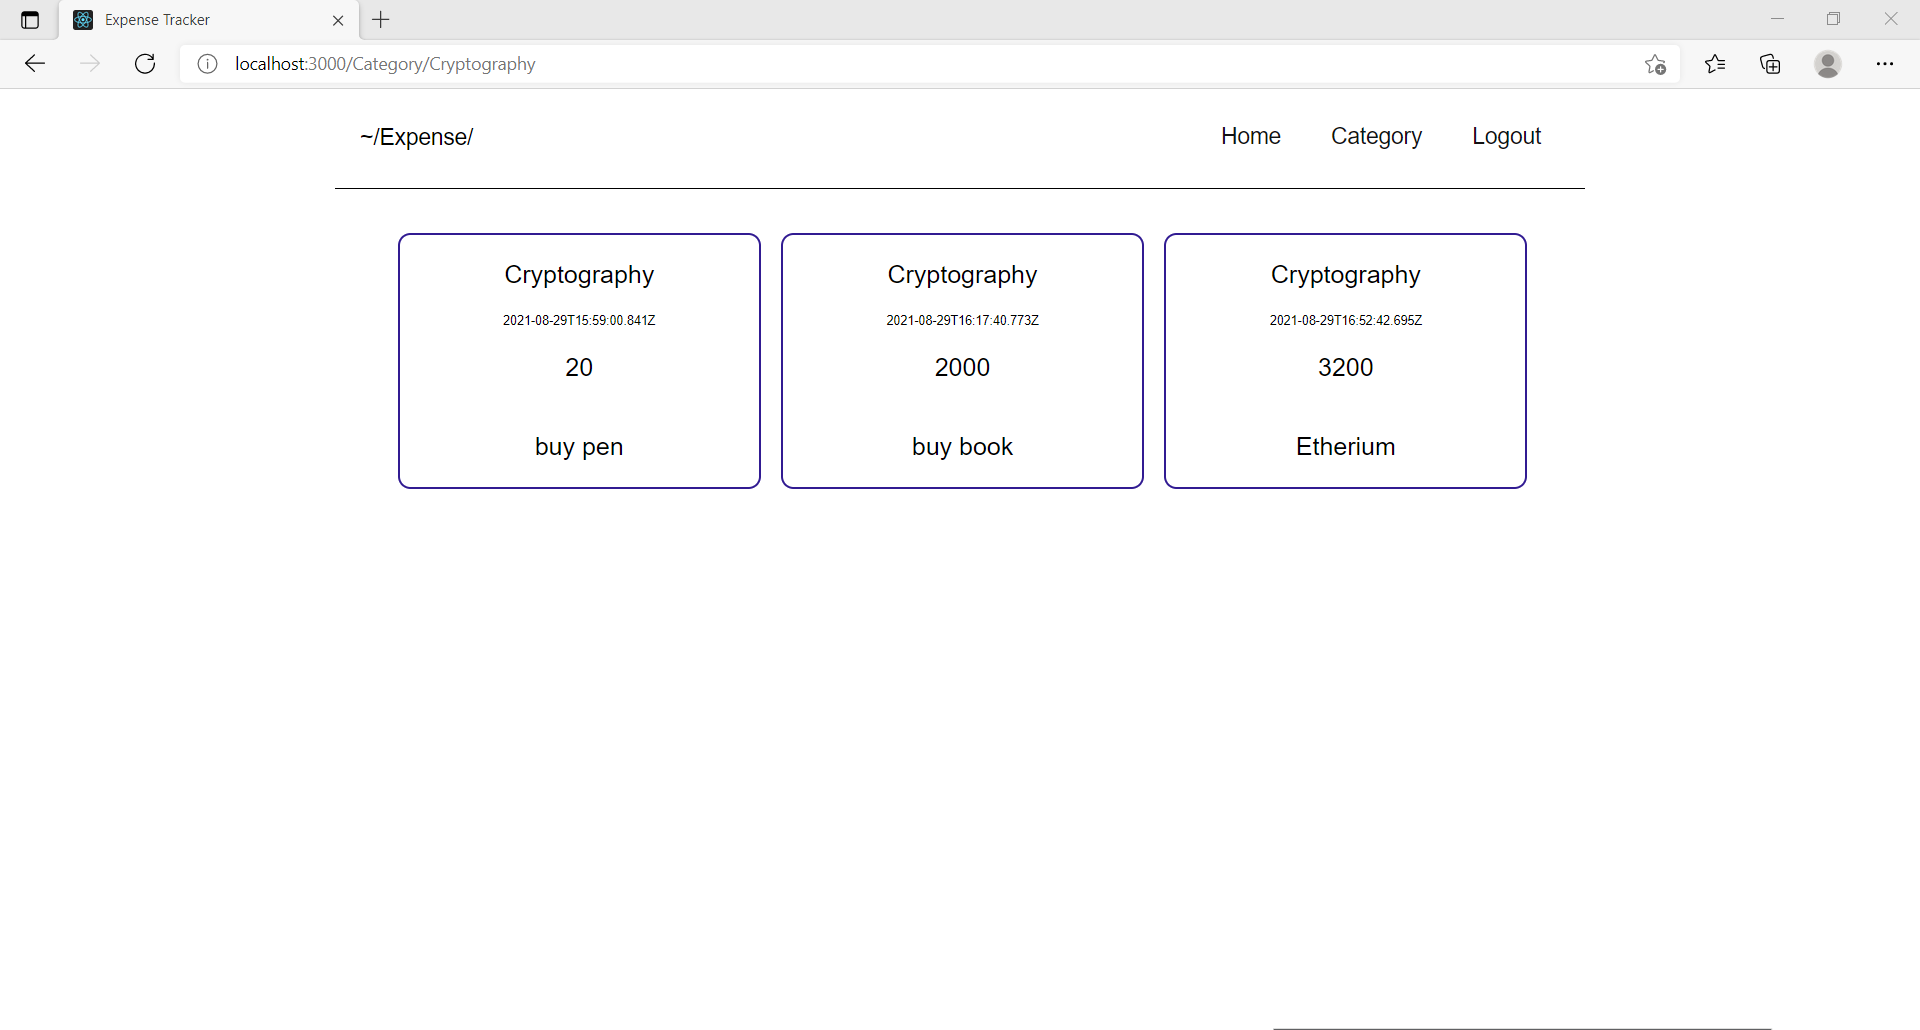 Expense Tracker
localhost:3000/Category/Cryptography
~/Expense/
Home Category Logout
Cryptography
2021-08-29T15:59:00.841Z
20
buy pen
Cryptography
2021-08-29T16:17:40.773Z
2000
buy book
Cryptography
2021-08-29T16:52:42.695Z
3200
Etherium